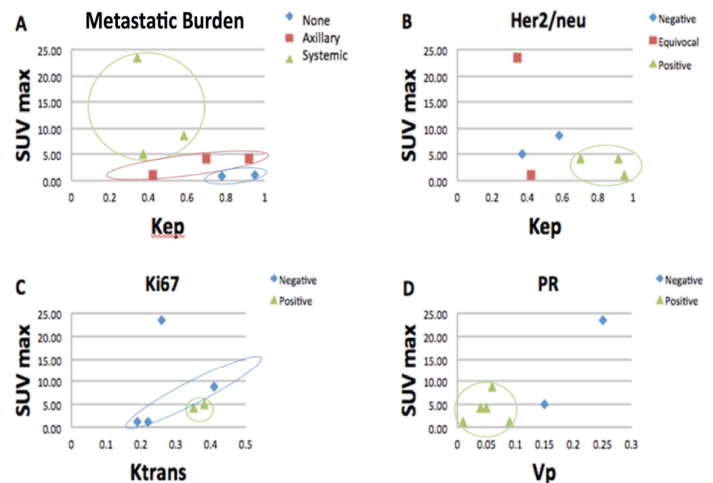 A Metastatic Burden
None
Axillary
Systemic
SUV max
25.00
20.00
15.00
10.00
5.00
0.00
0 0.2 0.4 0.6 0.8 1
Kep
B Her2/neu
Negative
Equivocal
Positive
SUV max
25.00
20.00
15.00
10.00
5.00
0.00
0 0.2 0.4 0.6 0.8 1
Kep
C Ki67
Negative
Positive
SUV max
25.00
20.00
15.00
10.00
5.00
0.00
0 0.1 0.2 0.3 0.4 0.5
Ktrans
D PR
Negative
Positive
SUV max
25.00
20.00
15.00
10.00
5.00
0.00
0 0.05 0.1 0.15 0.2 0.25 0.3
Vp